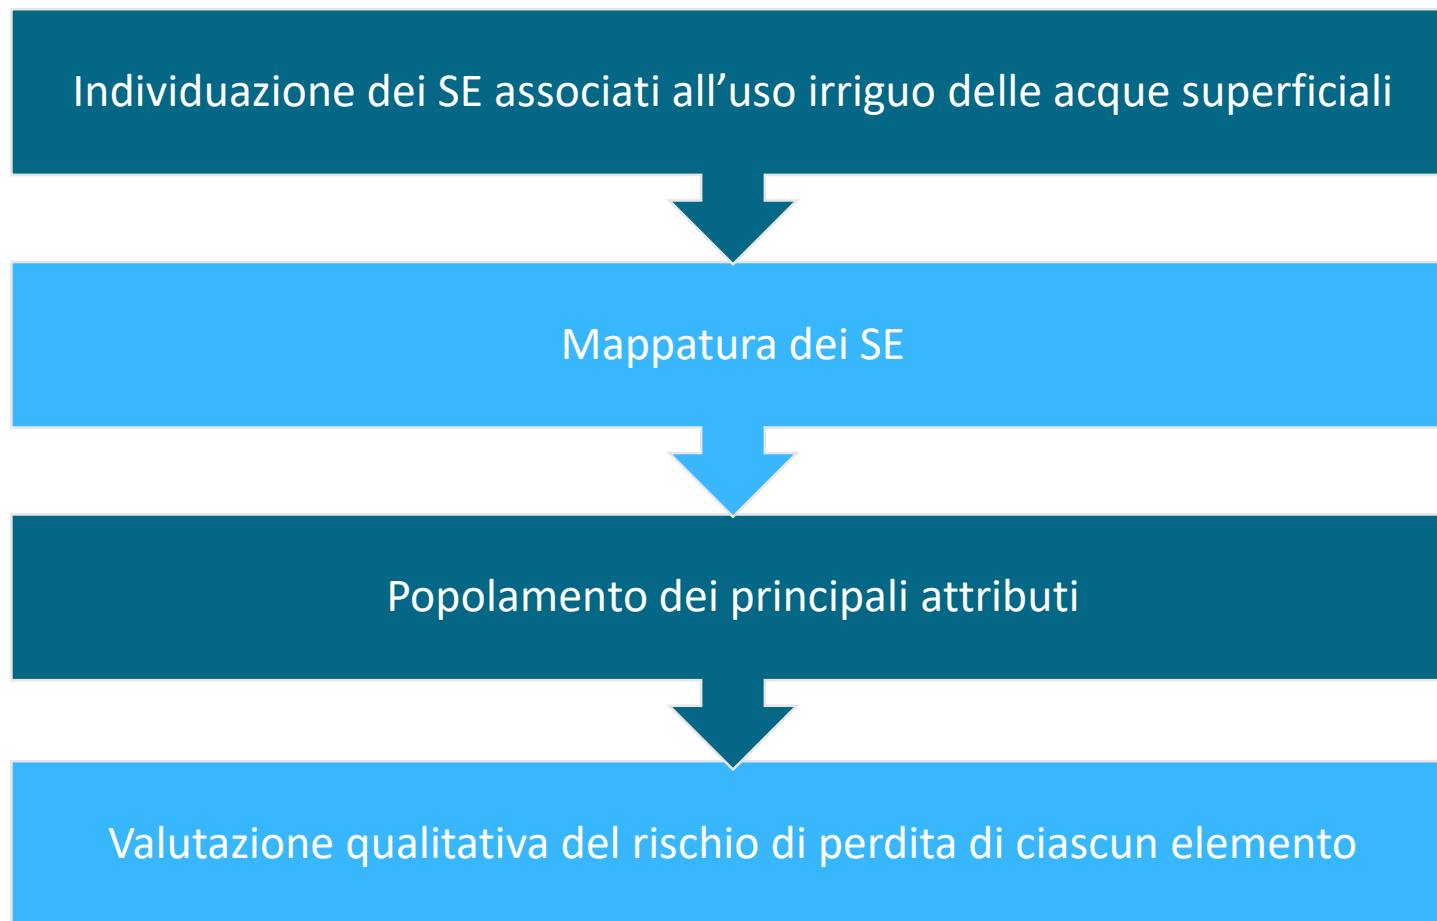 Individuazione dei SE associati all’uso irriguo delle acque superficiali
Mappatura dei SE
Popolamento dei principali attributi
Valutazione qualitativa del rischio di perdita di ciascun elemento